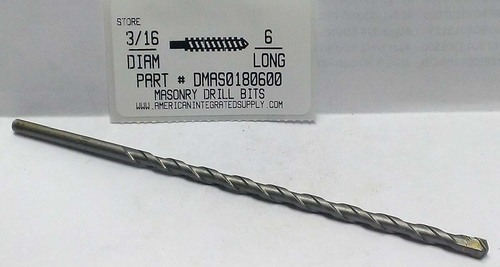 STORE
3/16 6
DIAM LONG
PART # DMAS0180600
MASONRY DRILL BITS
WWW.AMERICANINTEGRATEDSUPPLY.COM